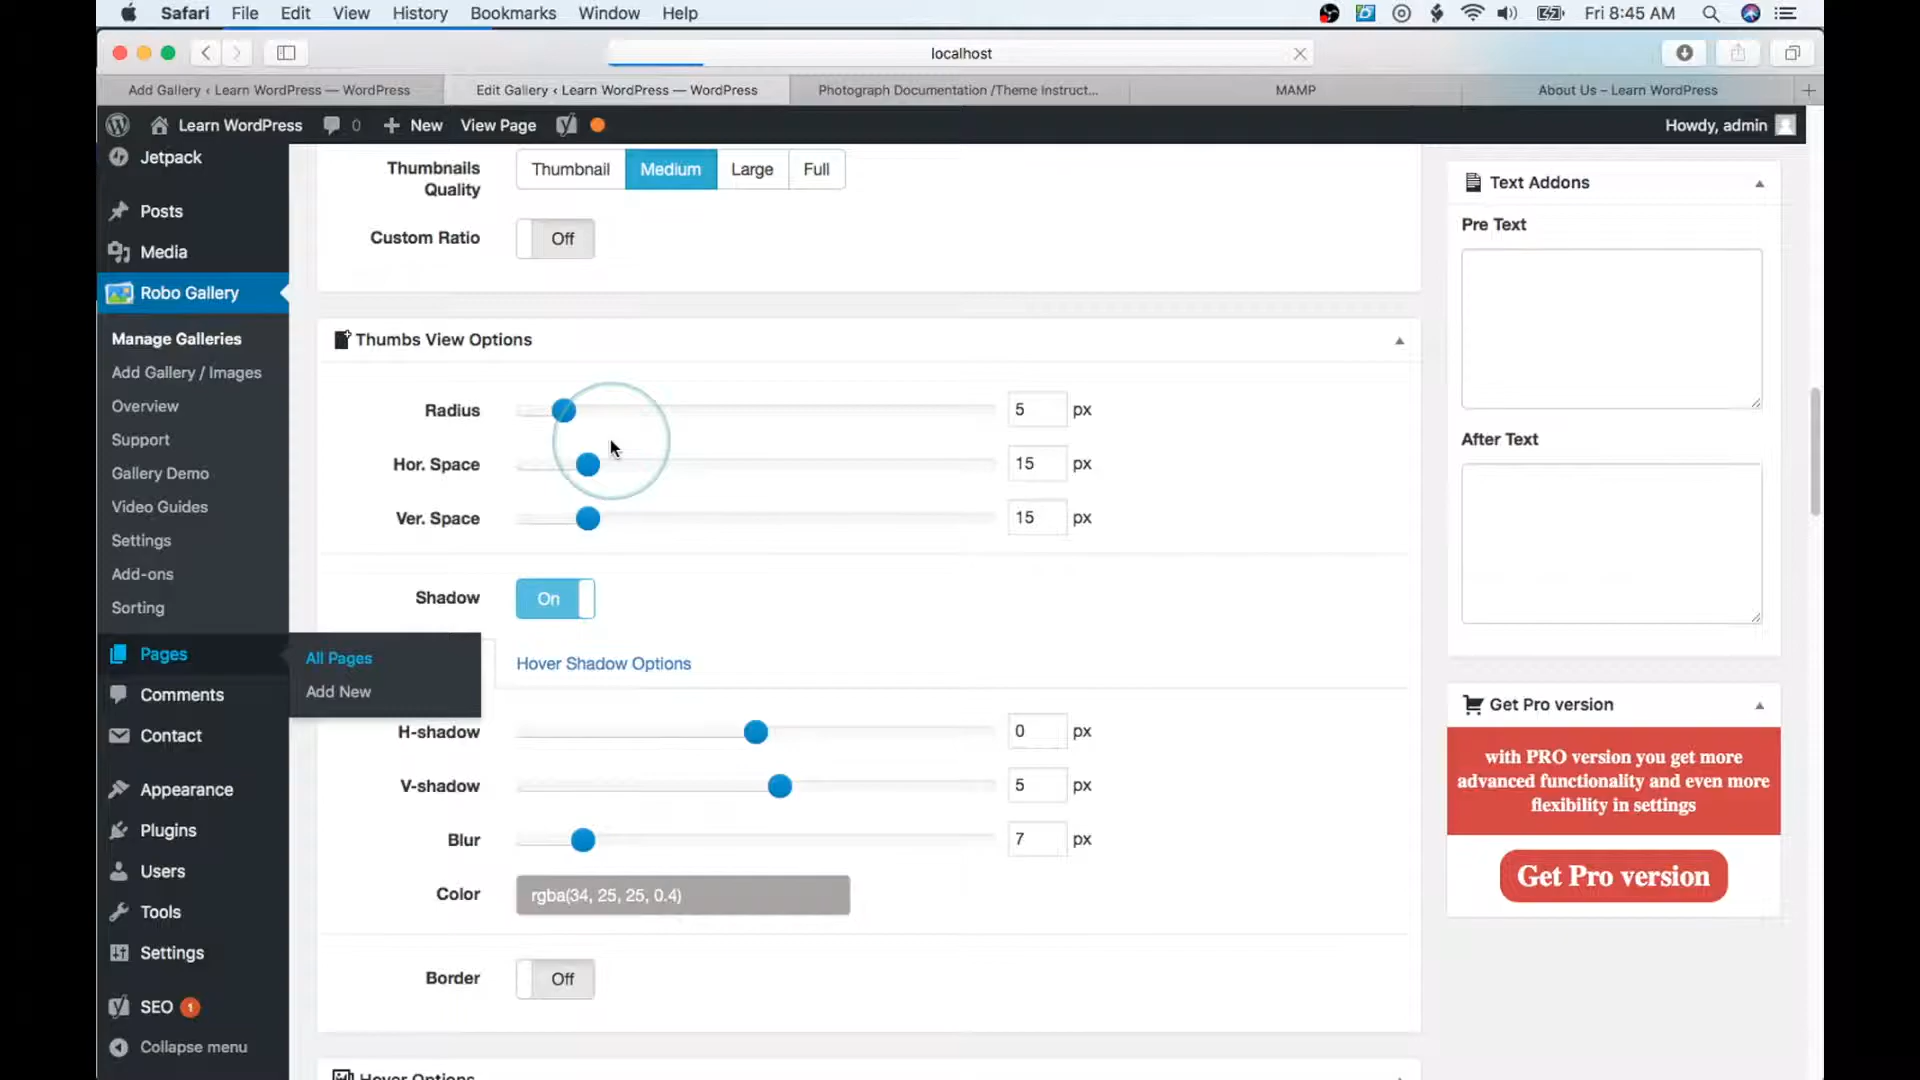 Safari File Edit View History Bookmarks Window Help Fri 8:45 AM
localhost
Add Gallery ‹ Learn WordPress — WordPress
Edit Gallery ‹ Learn WordPress — WordPress
Photograph Documentation /Theme Instruct...
MAMP
About Us – Learn WordPress
Learn WordPress 0 New View Page Howdy, admin
Jetpack
Posts
Media
Robo Gallery
Manage Galleries
Add Gallery / Images
Overview
Support
Gallery Demo
Video Guides
Settings
Add-ons
Sorting
Pages
All Pages
Add New
Comments
Contact
Appearance
Plugins
Users
Tools
Settings
SEO 1
Collapse menu
Thumbnails
Quality
Thumbnail Medium Large Full
Custom Ratio Off
Thumbs View Options
Radius 5 px
Hor. Space 15 px
Ver. Space 15 px
Shadow On
Hover Shadow Options
H-shadow 0 px
V-shadow 5 px
Blur 7 px
Color rgba(34, 25, 25, 0.4)
Border Off
Hover Options
Text Addons
Pre Text
After Text
Get Pro version
with PRO version you get more
advanced functionality and even more
flexibility in settings
Get Pro version